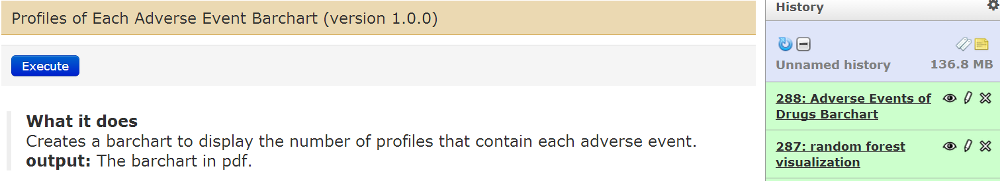 Profiles of Each Adverse Event Barchart (version 1.0.0)
Execute
What it does
Creates a barchart to display the number of profiles that contain each adverse event.
output: The barchart in pdf.
History
Unnamed history 136.8 MB
288: Adverse Events of
Drugs Barchart
287: random forest
visualization